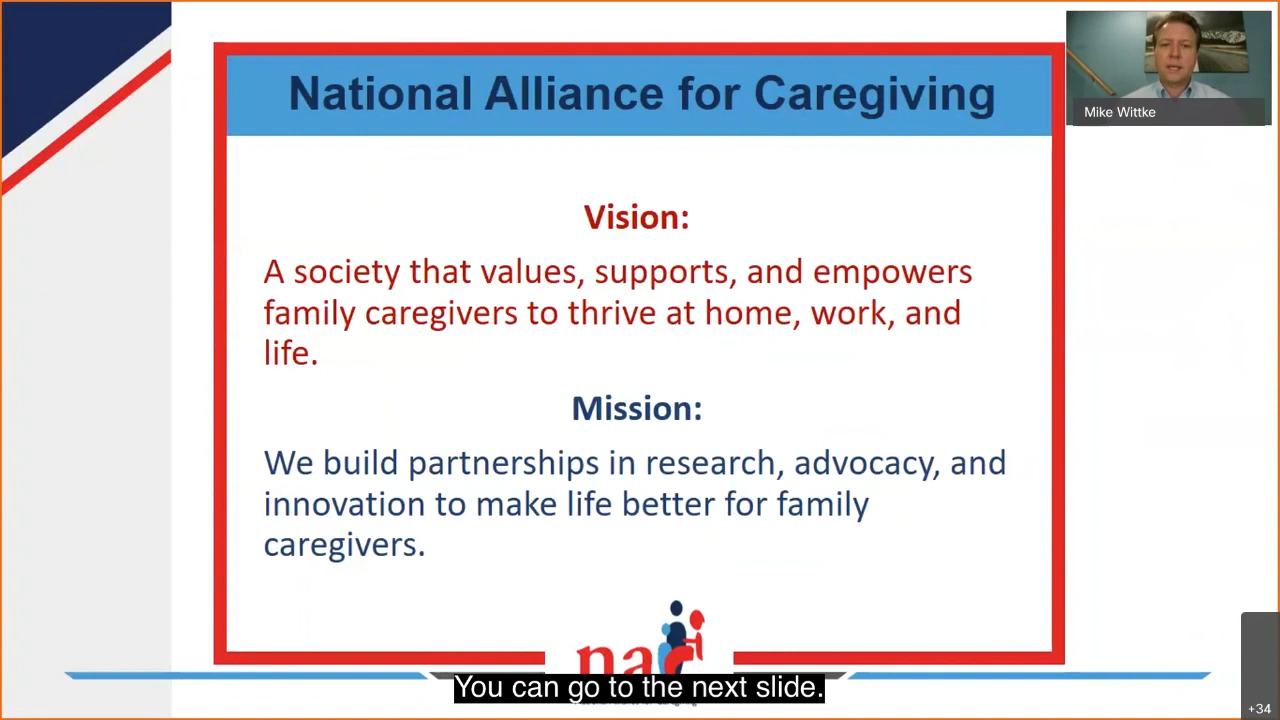 National Alliance for Caregiving
Mike Wittke
Vision:
A society that values, supports, and empowers
family caregivers to thrive at home, work, and
life.
Mission:
We build partnerships in research, advocacy, and
innovation to make life better for family
caregivers.
nac
You can go to the next slide.
+34